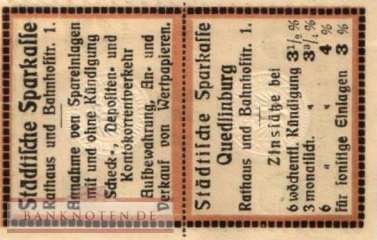 Städtische Sparkasse
Rathaus und Bahnhofstr. 1.
Annahme von Spareinlagen
mit und ohne Kündigung
Scheck-, Depositen- und
Kontokorrentverkehr
Aufbewahrung, An- und
Verkauf von Wertpapieren.
Städtische Sparkasse
Quedlinburg
Rathaus und Bahnhofstr. 1.
Zinssätze bei
6 wöchentl. Kündigung 3½ %
3 monatlich. „ 3¾ %
6 „ „ 4 %
Für sonstige Einlagen 3 %
BANKNOTEN.DE